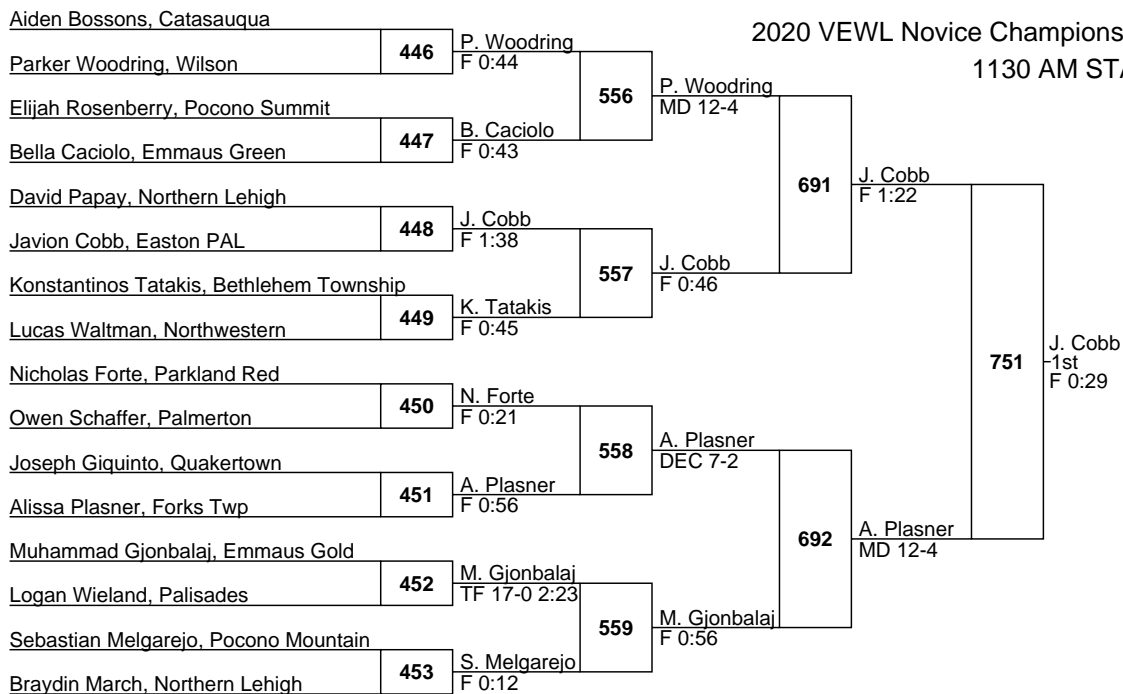 2020 VEWL Novice Champions
1130 AM STA
Aiden Bossons, Catasauqua
446
Parker Woodring, Wilson
P. Woodring
F 0:44
556
Elijah Rosenberry, Pocono Summit
447
Bella Caciolo, Emmaus Green
B. Caciolo
F 0:43
P. Woodring
MD 12-4
691
David Papay, Northern Lehigh
448
Javion Cobb, Easton PAL
J. Cobb
F 1:38
557
Konstantinos Tatakis, Bethlehem Township
449
Lucas Waltman, Northwestern
K. Tatakis
F 0:45
J. Cobb
F 0:46
J. Cobb
F 1:22
751
Nicholas Forte, Parkland Red
450
Owen Schaffer, Palmerton
N. Forte
F 0:21
558
Joseph Giquinto, Quakertown
451
Alissa Plasner, Forks Twp
A. Plasner
F 0:56
A. Plasner
DEC 7-2
692
Muhammad Gjonbalaj, Emmaus Gold
452
Logan Wieland, Palisades
M. Gjonbalaj
TF 17-0 2:23
559
Sebastian Melgarejo, Pocono Mountain
453
Braydin March, Northern Lehigh
S. Melgarejo
F 0:12
M. Gjonbalaj
F 0:56
A. Plasner
MD 12-4
J. Cobb
1st
F 0:29